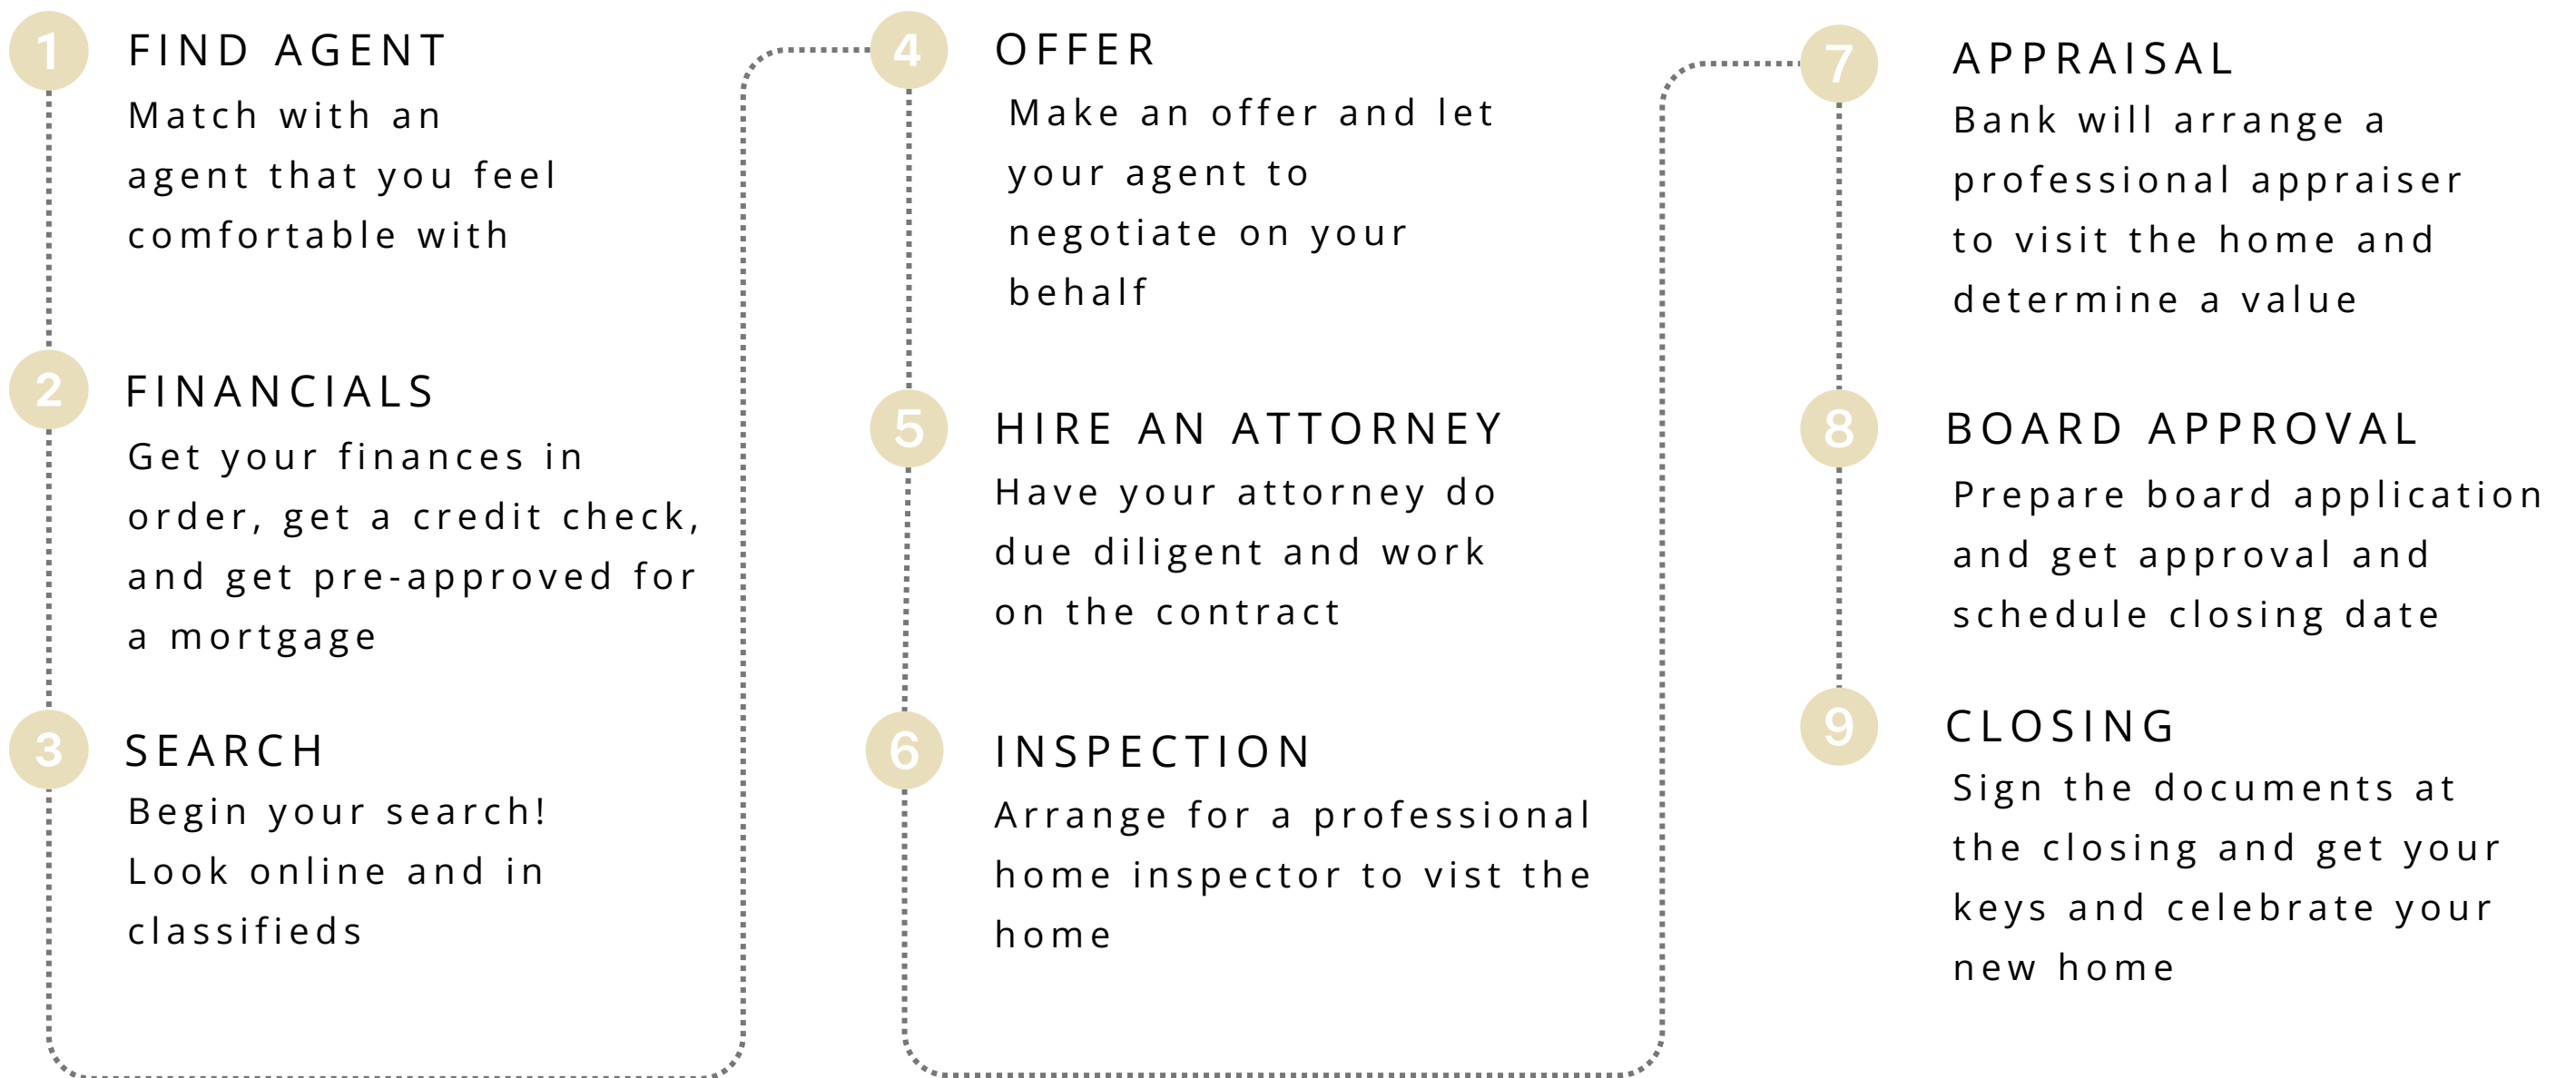 1
FIND AGENT
Match with an
agent that you feel
comfortable with
2
FINANCIALS
Get your finances in
order, get a credit check,
and get pre-approved for
a mortgage
3
SEARCH
Begin your search!
Look online and in
classifieds
4
OFFER
Make an offer and let
your agent to
negotiate on your
behalf
5
HIRE AN ATTORNEY
Have your attorney do
due diligent and work
on the contract
6
INSPECTION
Arrange for a professional
home inspector to vist the
home
7
APPRAISAL
Bank will arrange a
professional appraiser
to visit the home and
determine a value
8
BOARD APPROVAL
Prepare board application
and get approval and
schedule closing date
9
CLOSING
Sign the documents at
the closing and get your
keys and celebrate your
new home